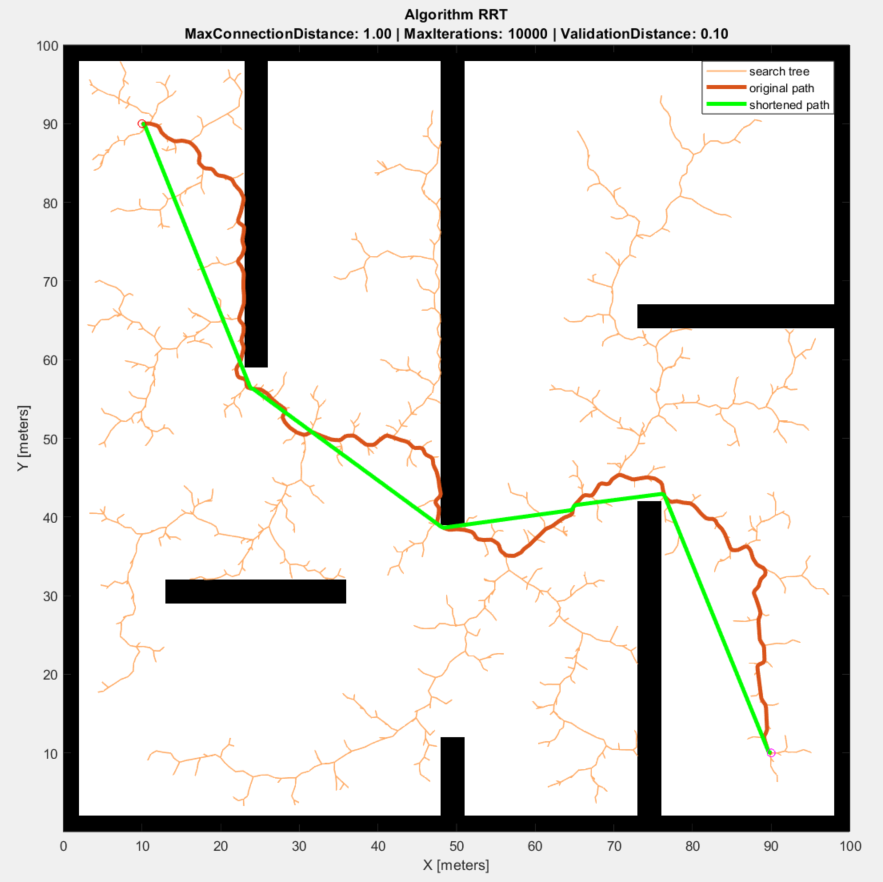 Algorithm RRT
MaxConnectionDistance: 1.00 | MaxIterations: 10000 | ValidationDistance: 0.10
search tree
original path
shortened path
100
90
80
70
60
50
40
30
20
10
Y [meters]
0 10 20 30 40 50 60 70 80 90 100
X [meters]